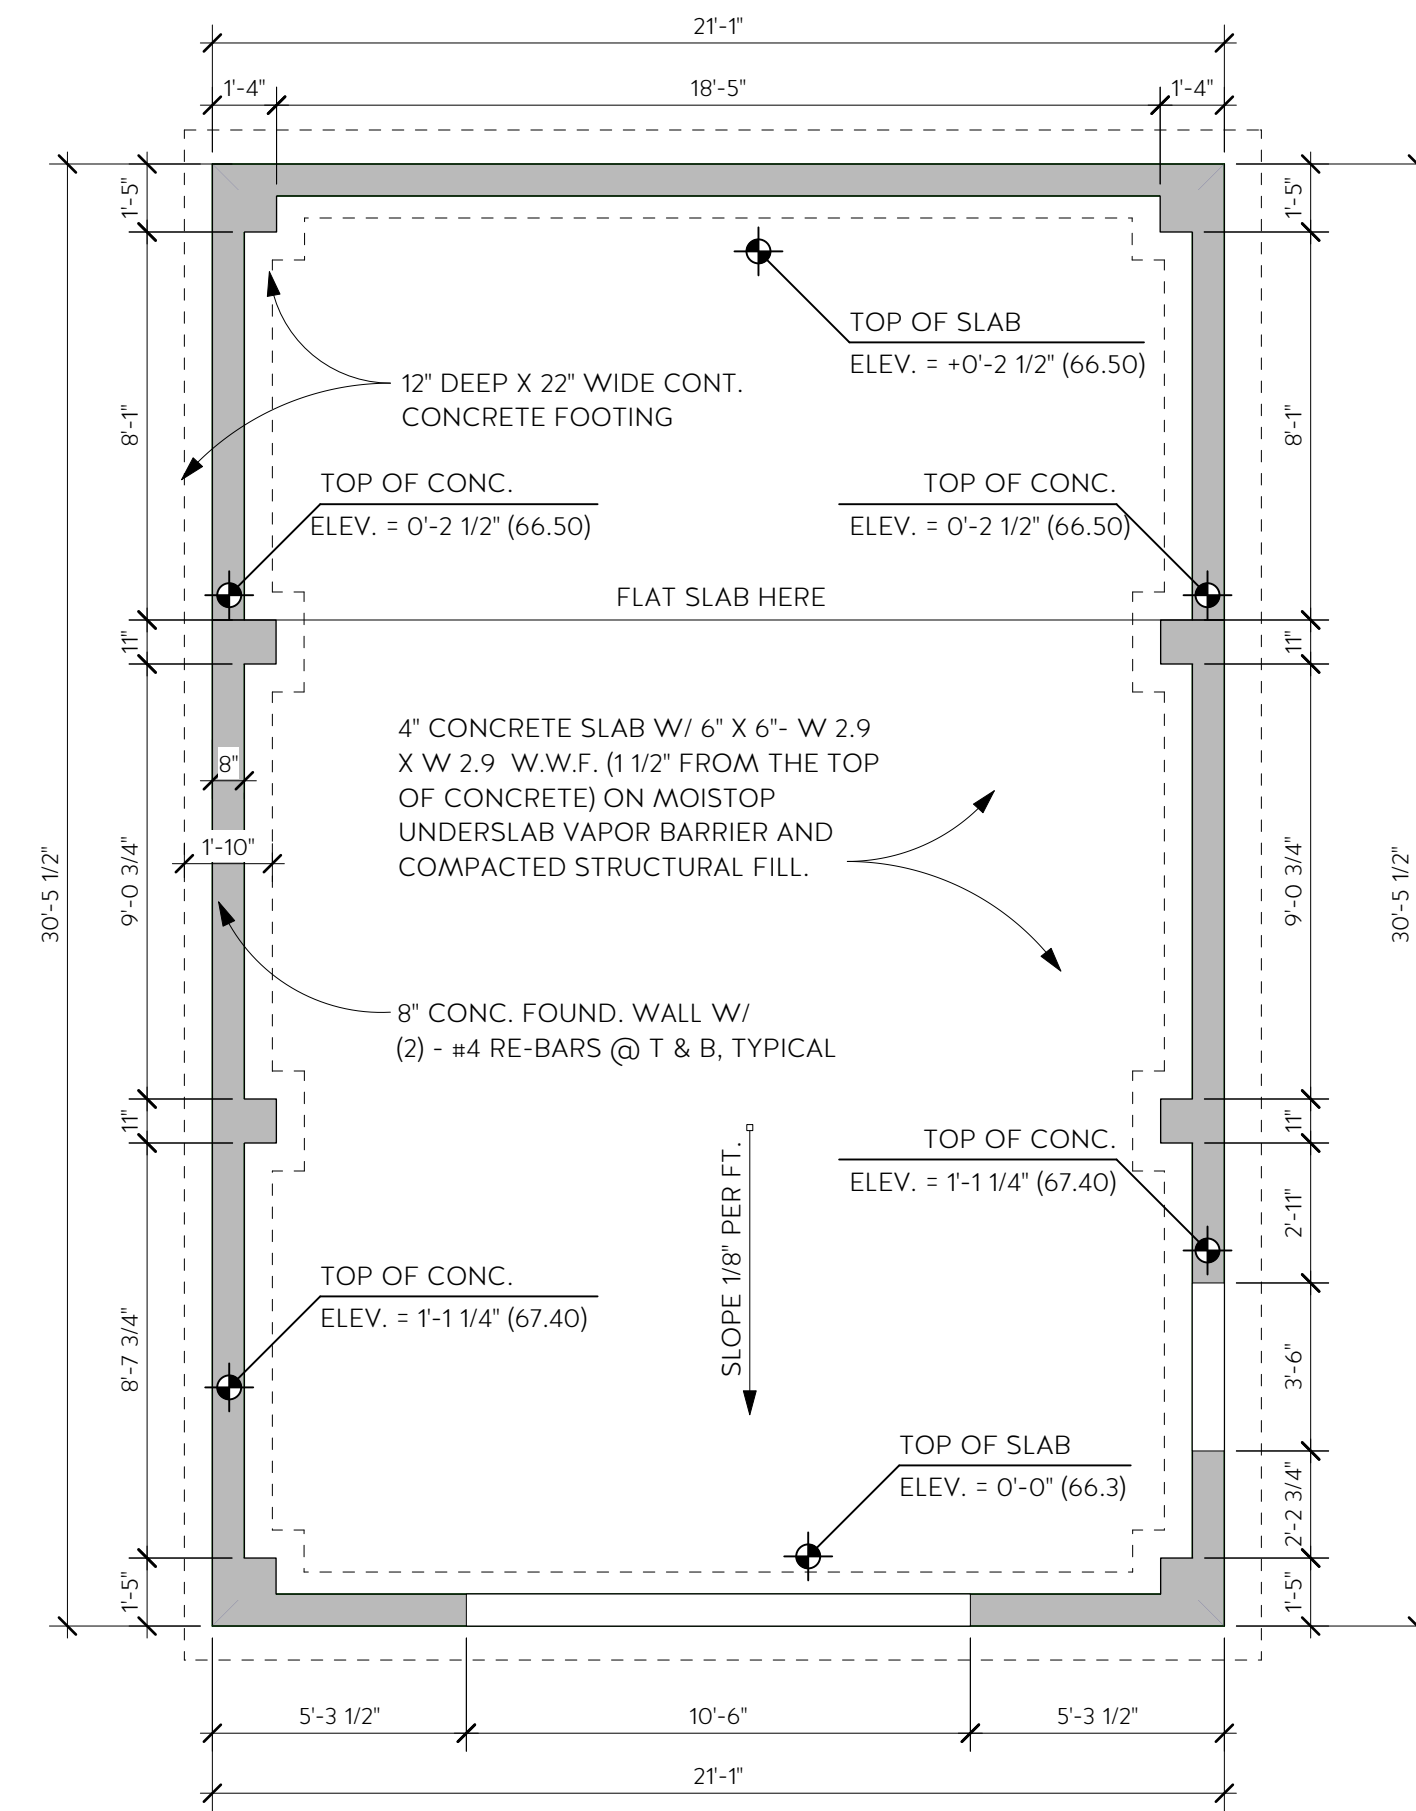 21'-1"
1'-4"
18'-5"
1'-4"
1'-5"
1'-5"
TOP OF SLAB
ELEV. = +0'-2 1/2" (66.50)
12" DEEP X 22" WIDE CONT.
CONCRETE FOOTING
8'-1"
8'-1"
TOP OF CONC.
ELEV. = 0'-2 1/2" (66.50)
TOP OF CONC.
ELEV. = 0'-2 1/2" (66.50)
FLAT SLAB HERE
11"
11"
4" CONCRETE SLAB W/ 6" X 6"- W 2.9
X W 2.9 W.W.F. (1 1/2" FROM THE TOP
OF CONCRETE) ON MOISTOP
UNDERSLAB VAPOR BARRIER AND
COMPACTED STRUCTURAL FILL.
8"
1'-10"
30'-5 1/2"
9'-0 3/4"
9'-0 3/4"
30'-5 1/2"
8" CONC. FOUND. WALL W/
(2) - #4 RE-BARS @ T & B, TYPICAL
11"
11"
TOP OF CONC.
ELEV. = 1'-1 1/4" (67.40)
2'-11"
SLOPE 1/8" PER FT.
TOP OF CONC.
ELEV. = 1'-1 1/4" (67.40)
8'-7 3/4"
3'-6"
TOP OF SLAB
ELEV. = 0'-0" (66.3)
2'-2 3/4"
1'-5"
1'-5"
5'-3 1/2"
10'-6"
5'-3 1/2"
21'-1"